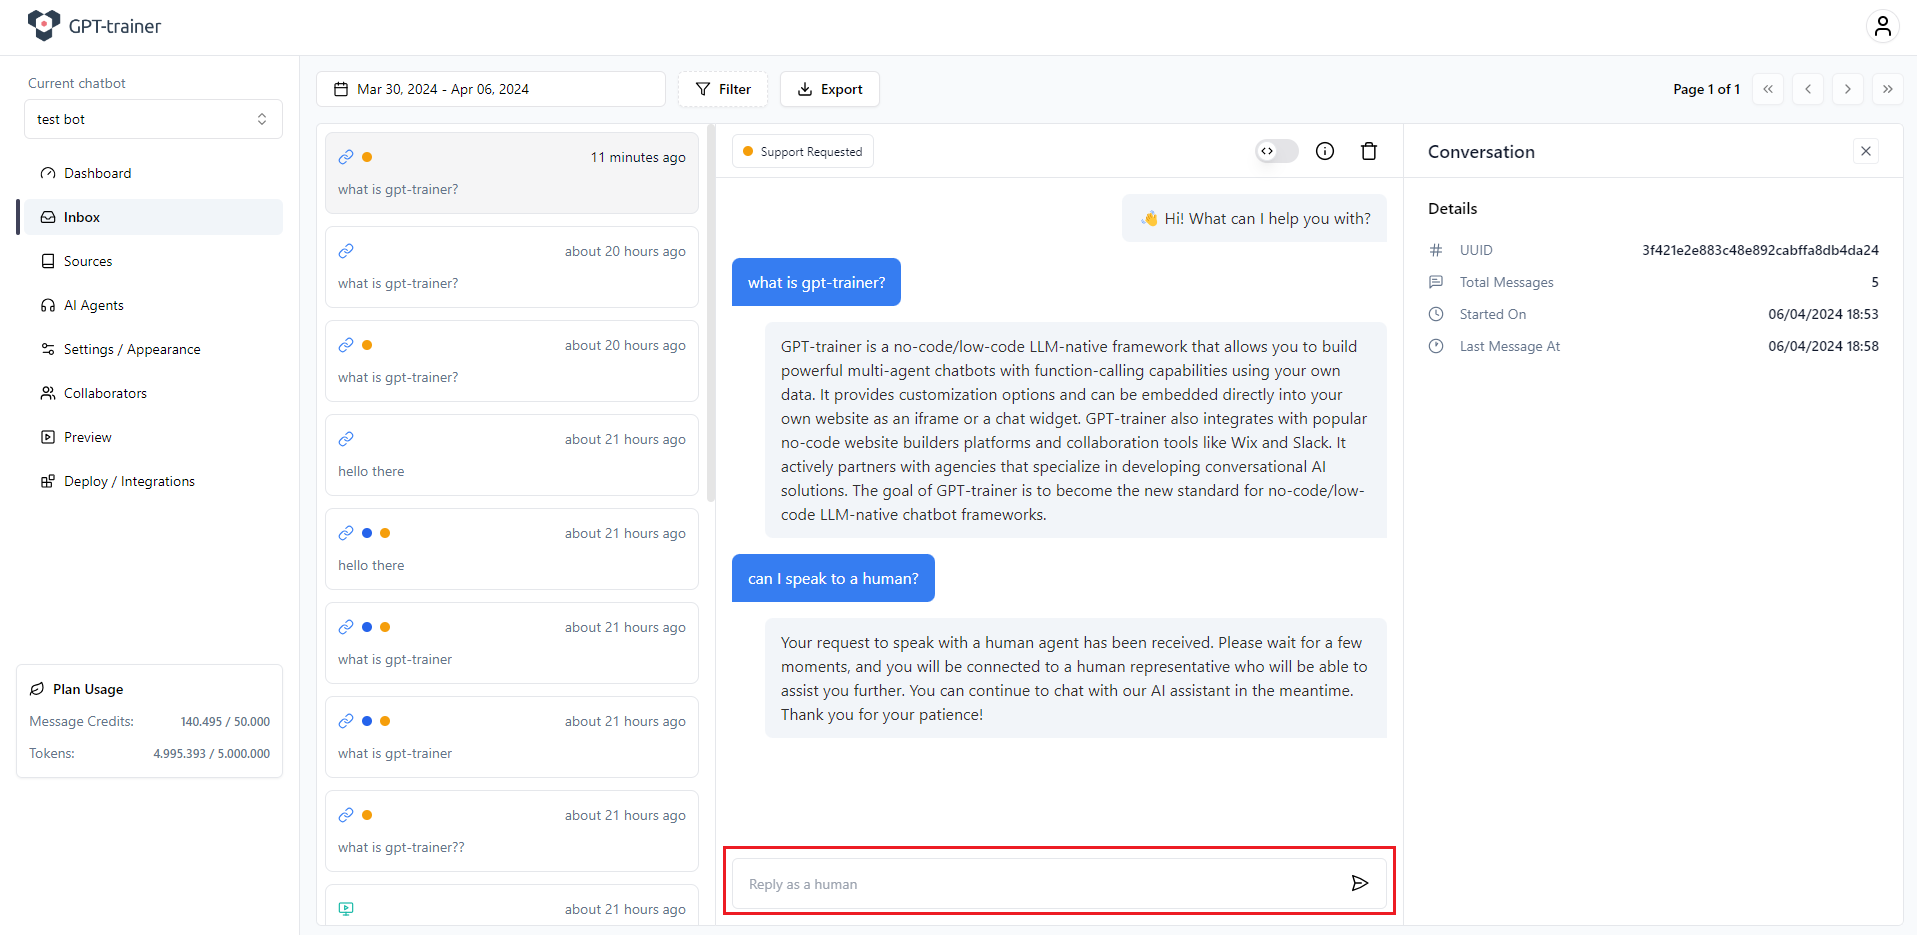 GPT-trainer
Current chatbot
test bot
Dashboard
Inbox
Sources
AI Agents
Settings / Appearance
Collaborators
Preview
Deploy / Integrations
Plan Usage
Message Credits: 140.495 / 50.000
Tokens: 4.995.393 / 5.000.000
Mar 30, 2024 - Apr 06, 2024
Filter
Export
Page 1 of 1
11 minutes ago
what is gpt-trainer?
about 20 hours ago
what is gpt-trainer?
about 20 hours ago
what is gpt-trainer?
about 21 hours ago
hello there
about 21 hours ago
hello there
about 21 hours ago
what is gpt-trainer
about 21 hours ago
what is gpt-trainer
about 21 hours ago
what is gpt-trainer??
about 21 hours ago
Support Requested
👋 Hi! What can I help you with?
what is gpt-trainer?
GPT-trainer is a no-code/low-code LLM-native framework that allows you to build
powerful multi-agent chatbots with function-calling capabilities using your own
data. It provides customization options and can be embedded directly into your
own website as an iframe or a chat widget. GPT-trainer also integrates with popular
no-code website builders platforms and collaboration tools like Wix and Slack. It
actively partners with agencies that specialize in developing conversational AI
solutions. The goal of GPT-trainer is to become the new standard for no-code/low-
code LLM-native chatbot frameworks.
can I speak to a human?
Your request to speak with a human agent has been received. Please wait for a few
moments, and you will be connected to a human representative who will be able to
assist you further. You can continue to chat with our AI assistant in the meantime.
Thank you for your patience!
Reply as a human
Conversation
Details
UUID 3f421e2e883c48e892cabffa8db4da24
Total Messages 5
Started On 06/04/2024 18:53
Last Message At 06/04/2024 18:58